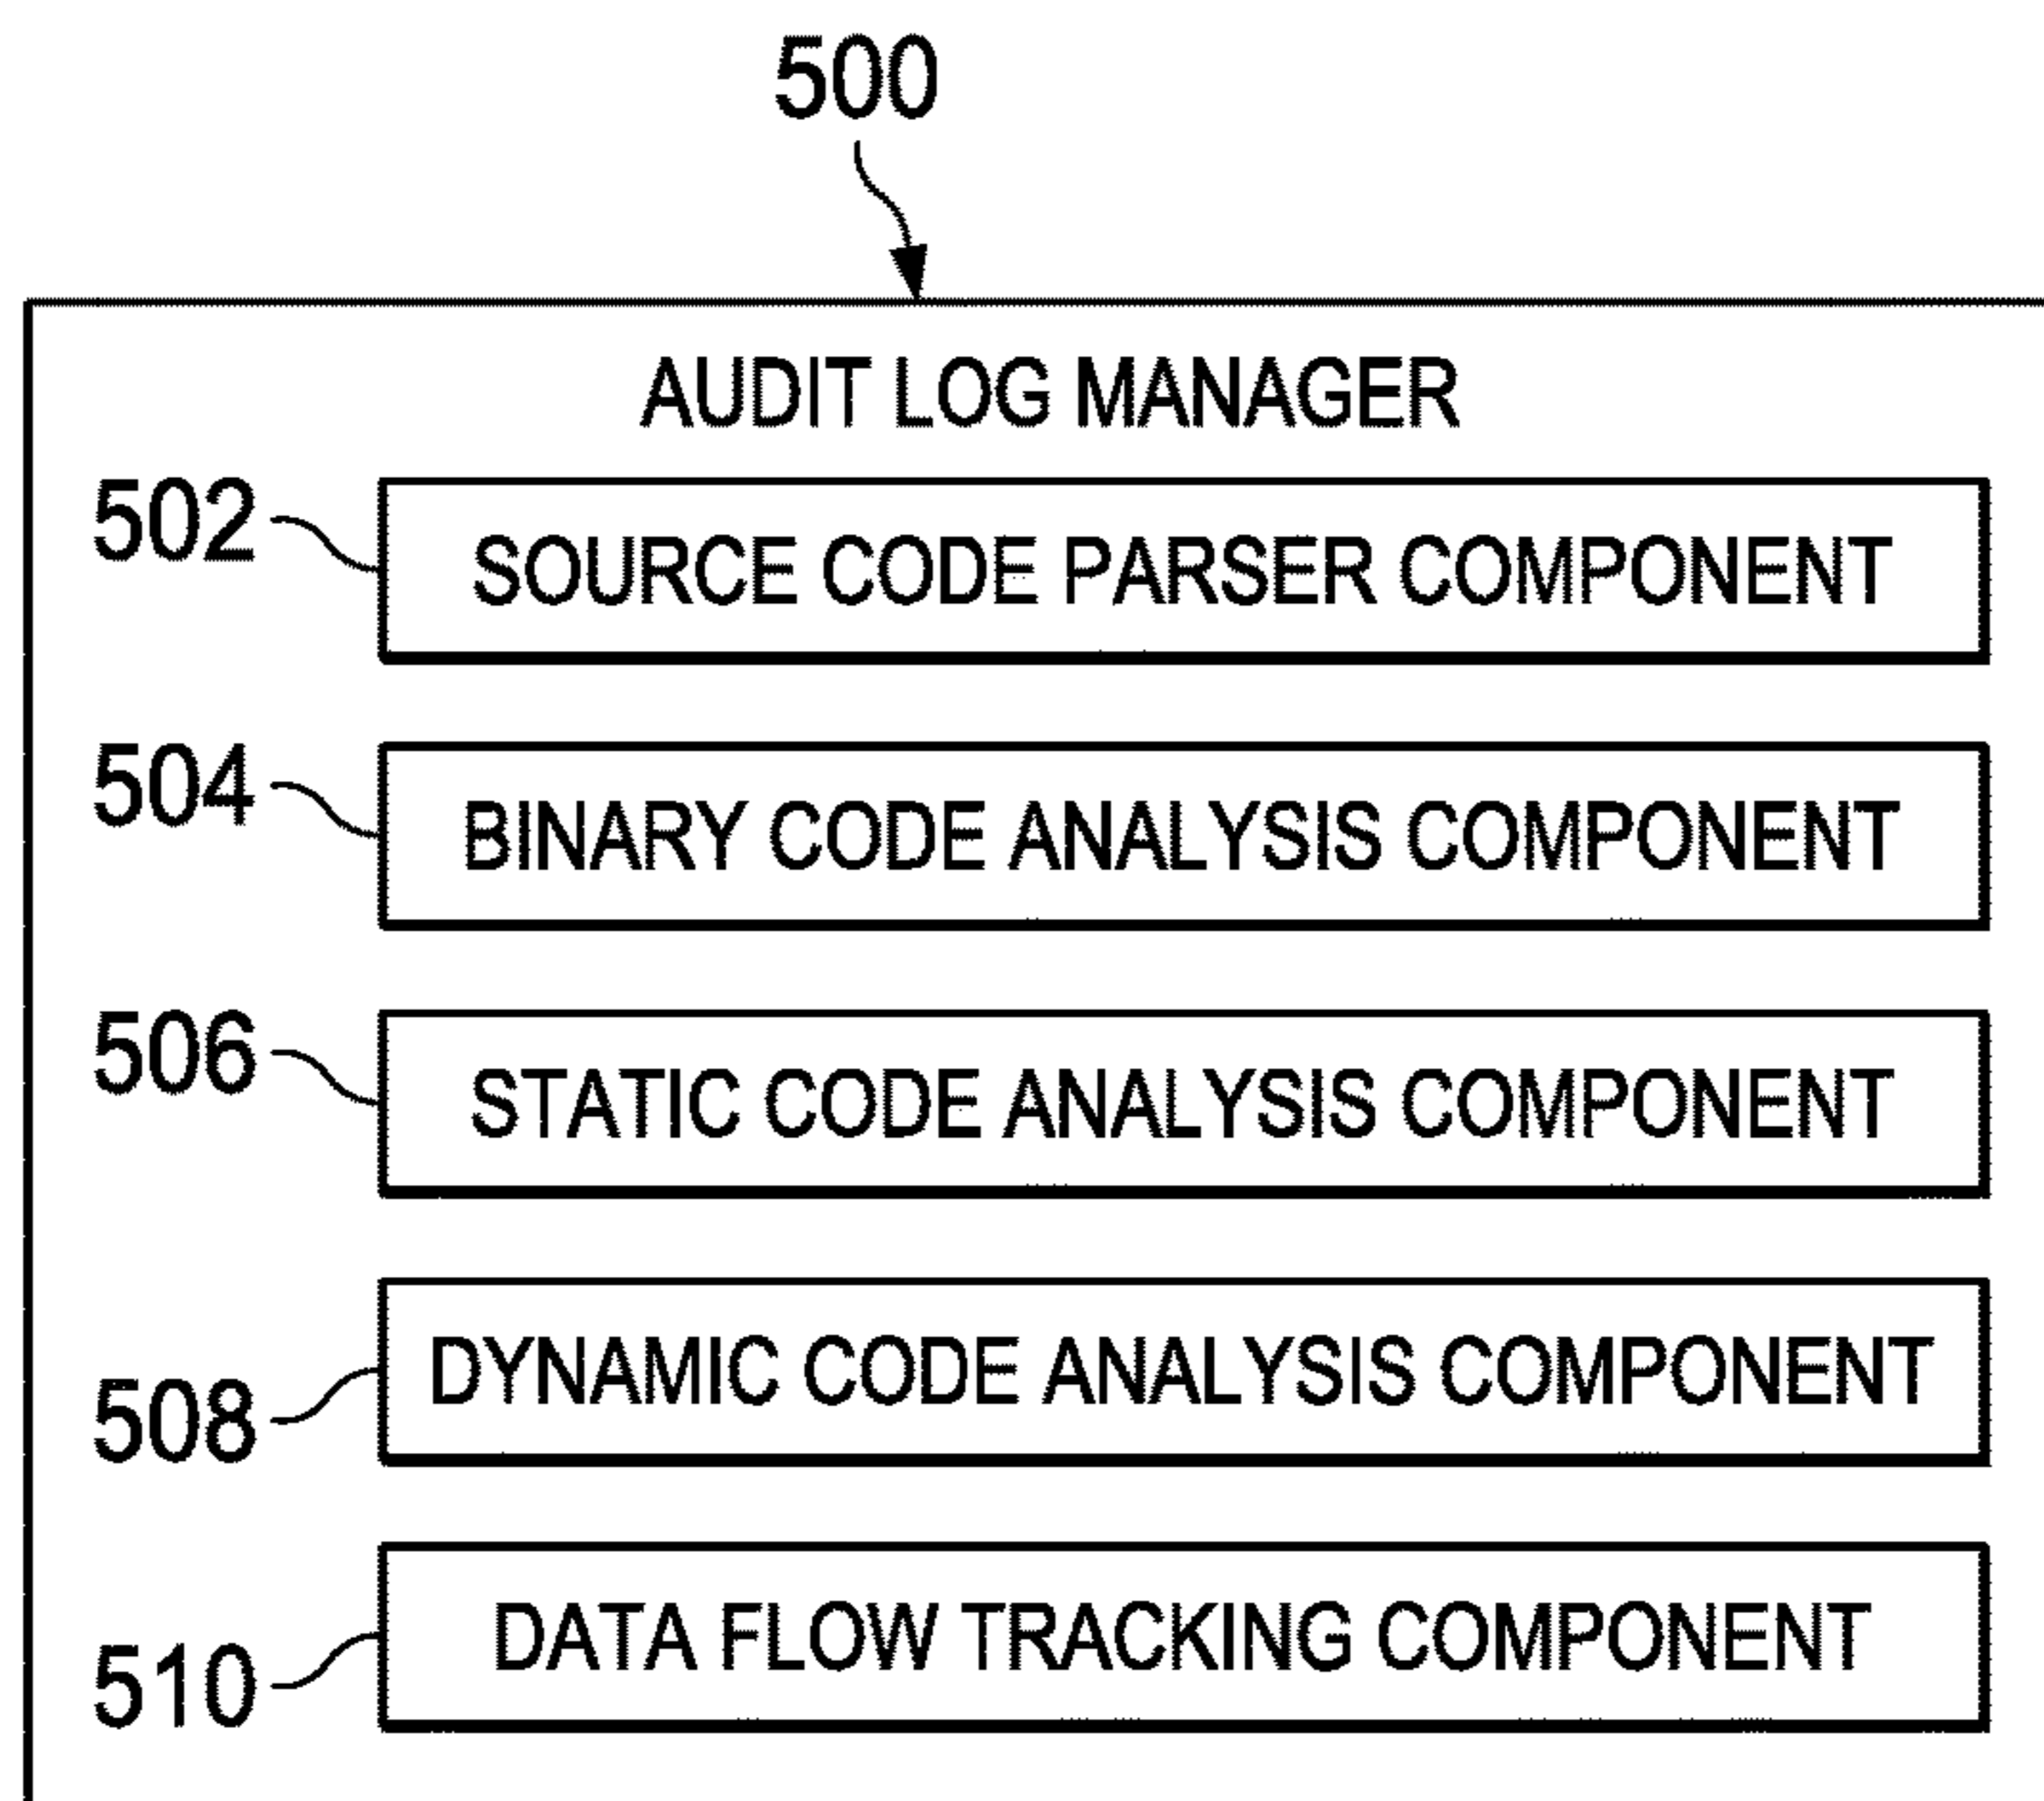 500
AUDIT LOG MANAGER
502
SOURCE CODE PARSER COMPONENT
504
BINARY CODE ANALYSIS COMPONENT
506
STATIC CODE ANALYSIS COMPONENT
508
DYNAMIC CODE ANALYSIS COMPONENT
510
DATA FLOW TRACKING COMPONENT